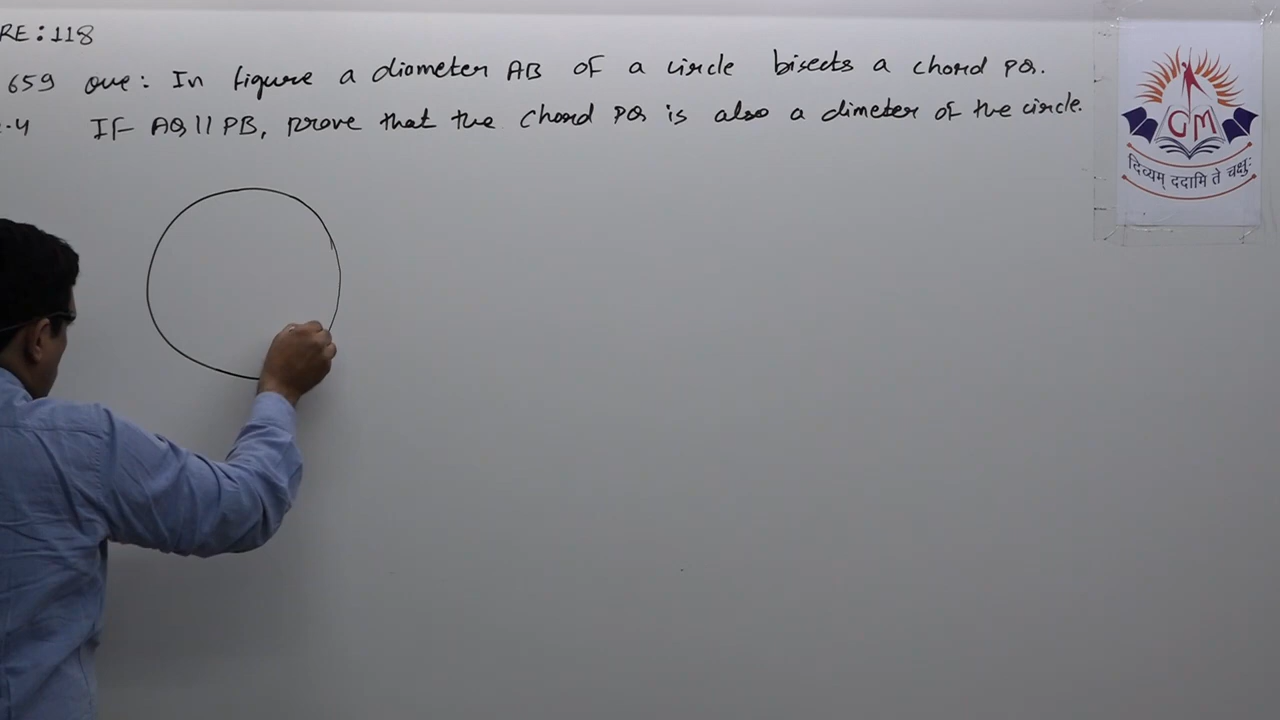 RE:118
659 Que: In figure a diameter AB of a circle bisects a chord PQ.
.4 IF AQ || PB, prove that the chord PQ is also a dimeter of the circle.
GM
दिव्यम् ददामि ते चक्षुः